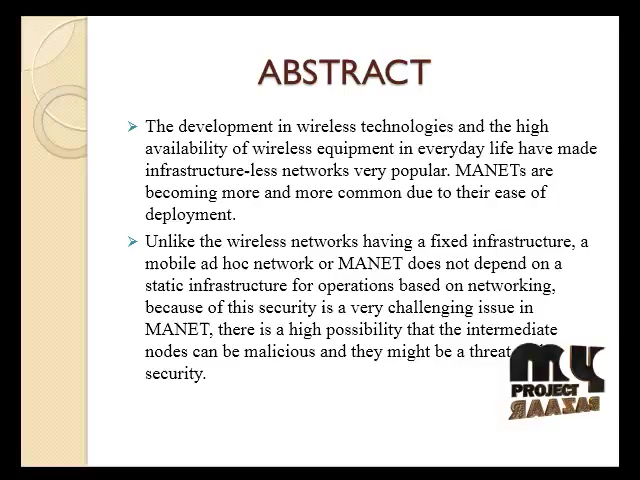 ABSTRACT
The development in wireless technologies and the high
availability of wireless equipment in everyday life have made
infrastructure-less networks very popular. MANETs are
becoming more and more common due to their ease of
deployment.
Unlike the wireless networks having a fixed infrastructure, a
mobile ad hoc network or MANET does not depend on a
static infrastructure for operations based on networking,
because of this security is a very challenging issue in
MANET, there is a high possibility that the intermediate
nodes can be malicious and they might be a threat
security.
MY
PROJECT
BAZAAR